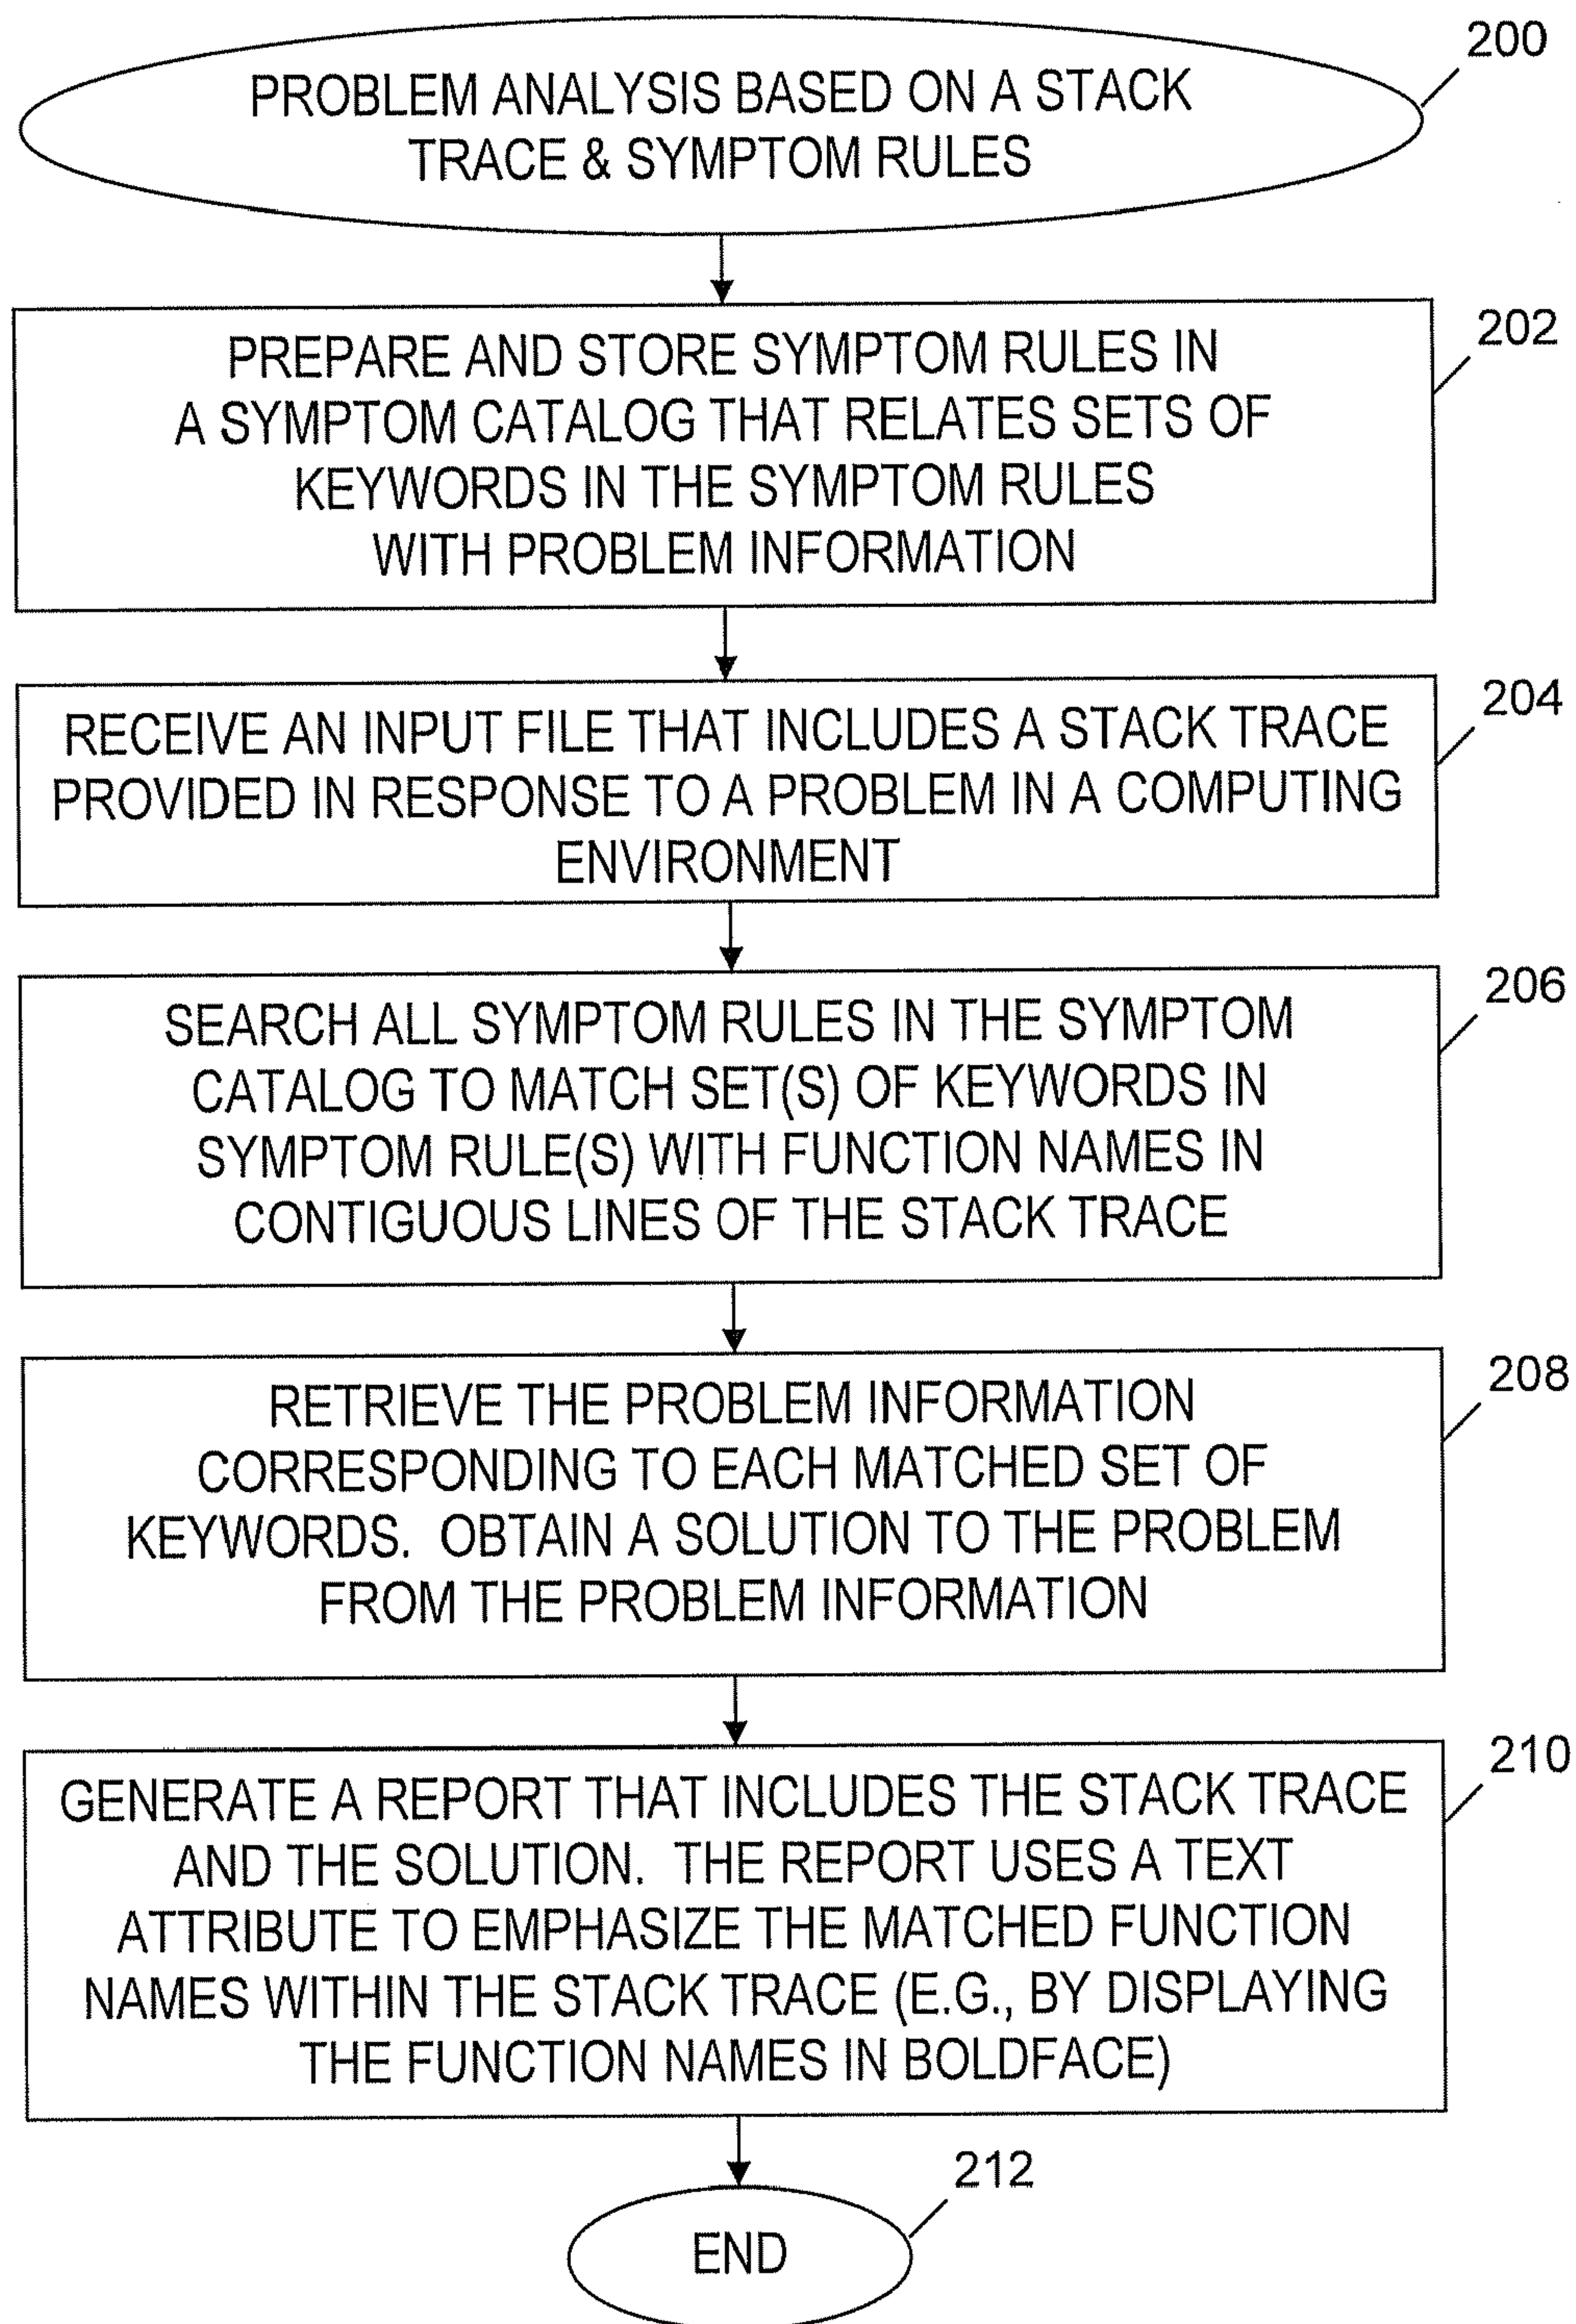 200
PROBLEM ANALYSIS BASED ON A STACK
TRACE & SYMPTOM RULES
202
PREPARE AND STORE SYMPTOM RULES IN
A SYMPTOM CATALOG THAT RELATES SETS OF
KEYWORDS IN THE SYMPTOM RULES
WITH PROBLEM INFORMATION
204
RECEIVE AN INPUT FILE THAT INCLUDES A STACK TRACE
PROVIDED IN RESPONSE TO A PROBLEM IN A COMPUTING
ENVIRONMENT
206
SEARCH ALL SYMPTOM RULES IN THE SYMPTOM
CATALOG TO MATCH SET(S) OF KEYWORDS IN
SYMPTOM RULE(S) WITH FUNCTION NAMES IN
CONTIGUOUS LINES OF THE STACK TRACE
208
RETRIEVE THE PROBLEM INFORMATION
CORRESPONDING TO EACH MATCHED SET OF
KEYWORDS. OBTAIN A SOLUTION TO THE PROBLEM
FROM THE PROBLEM INFORMATION
210
GENERATE A REPORT THAT INCLUDES THE STACK TRACE
AND THE SOLUTION. THE REPORT USES A TEXT
ATTRIBUTE TO EMPHASIZE THE MATCHED FUNCTION
NAMES WITHIN THE STACK TRACE (E.G., BY DISPLAYING
THE FUNCTION NAMES IN BOLDFACE)
212
END